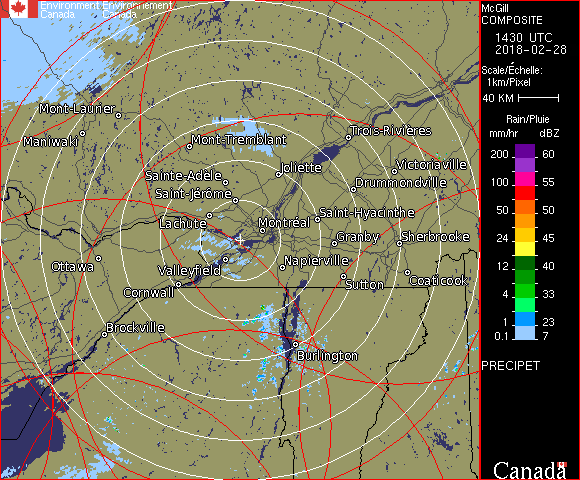 Environment Environnement
Canada Canada
McGill
COMPOSITE
1430 UTC
2018-02-28
Scale/Échelle:
1km/Pixel
40 KM
Rain/Pluie
mm/hr dBZ
200 60
150 55
100 55
50 50
24 45
12 40
4 33
1 23
0.1 7
PRECIPET
Canada
Mont-Laurier
Maniwaki
Mont-Tremblant
Trois-Rivières
Joliette
Victoriaville
Sainte-Adèle
Drummondville
Saint-Jérôme
Lachute
Saint-Hyacinthe
Montréal
Granby
Sherbrooke
Ottawa
Valleyfield
Napierville
Cornwall
Sutton
Coaticook
Brockville
Burlington